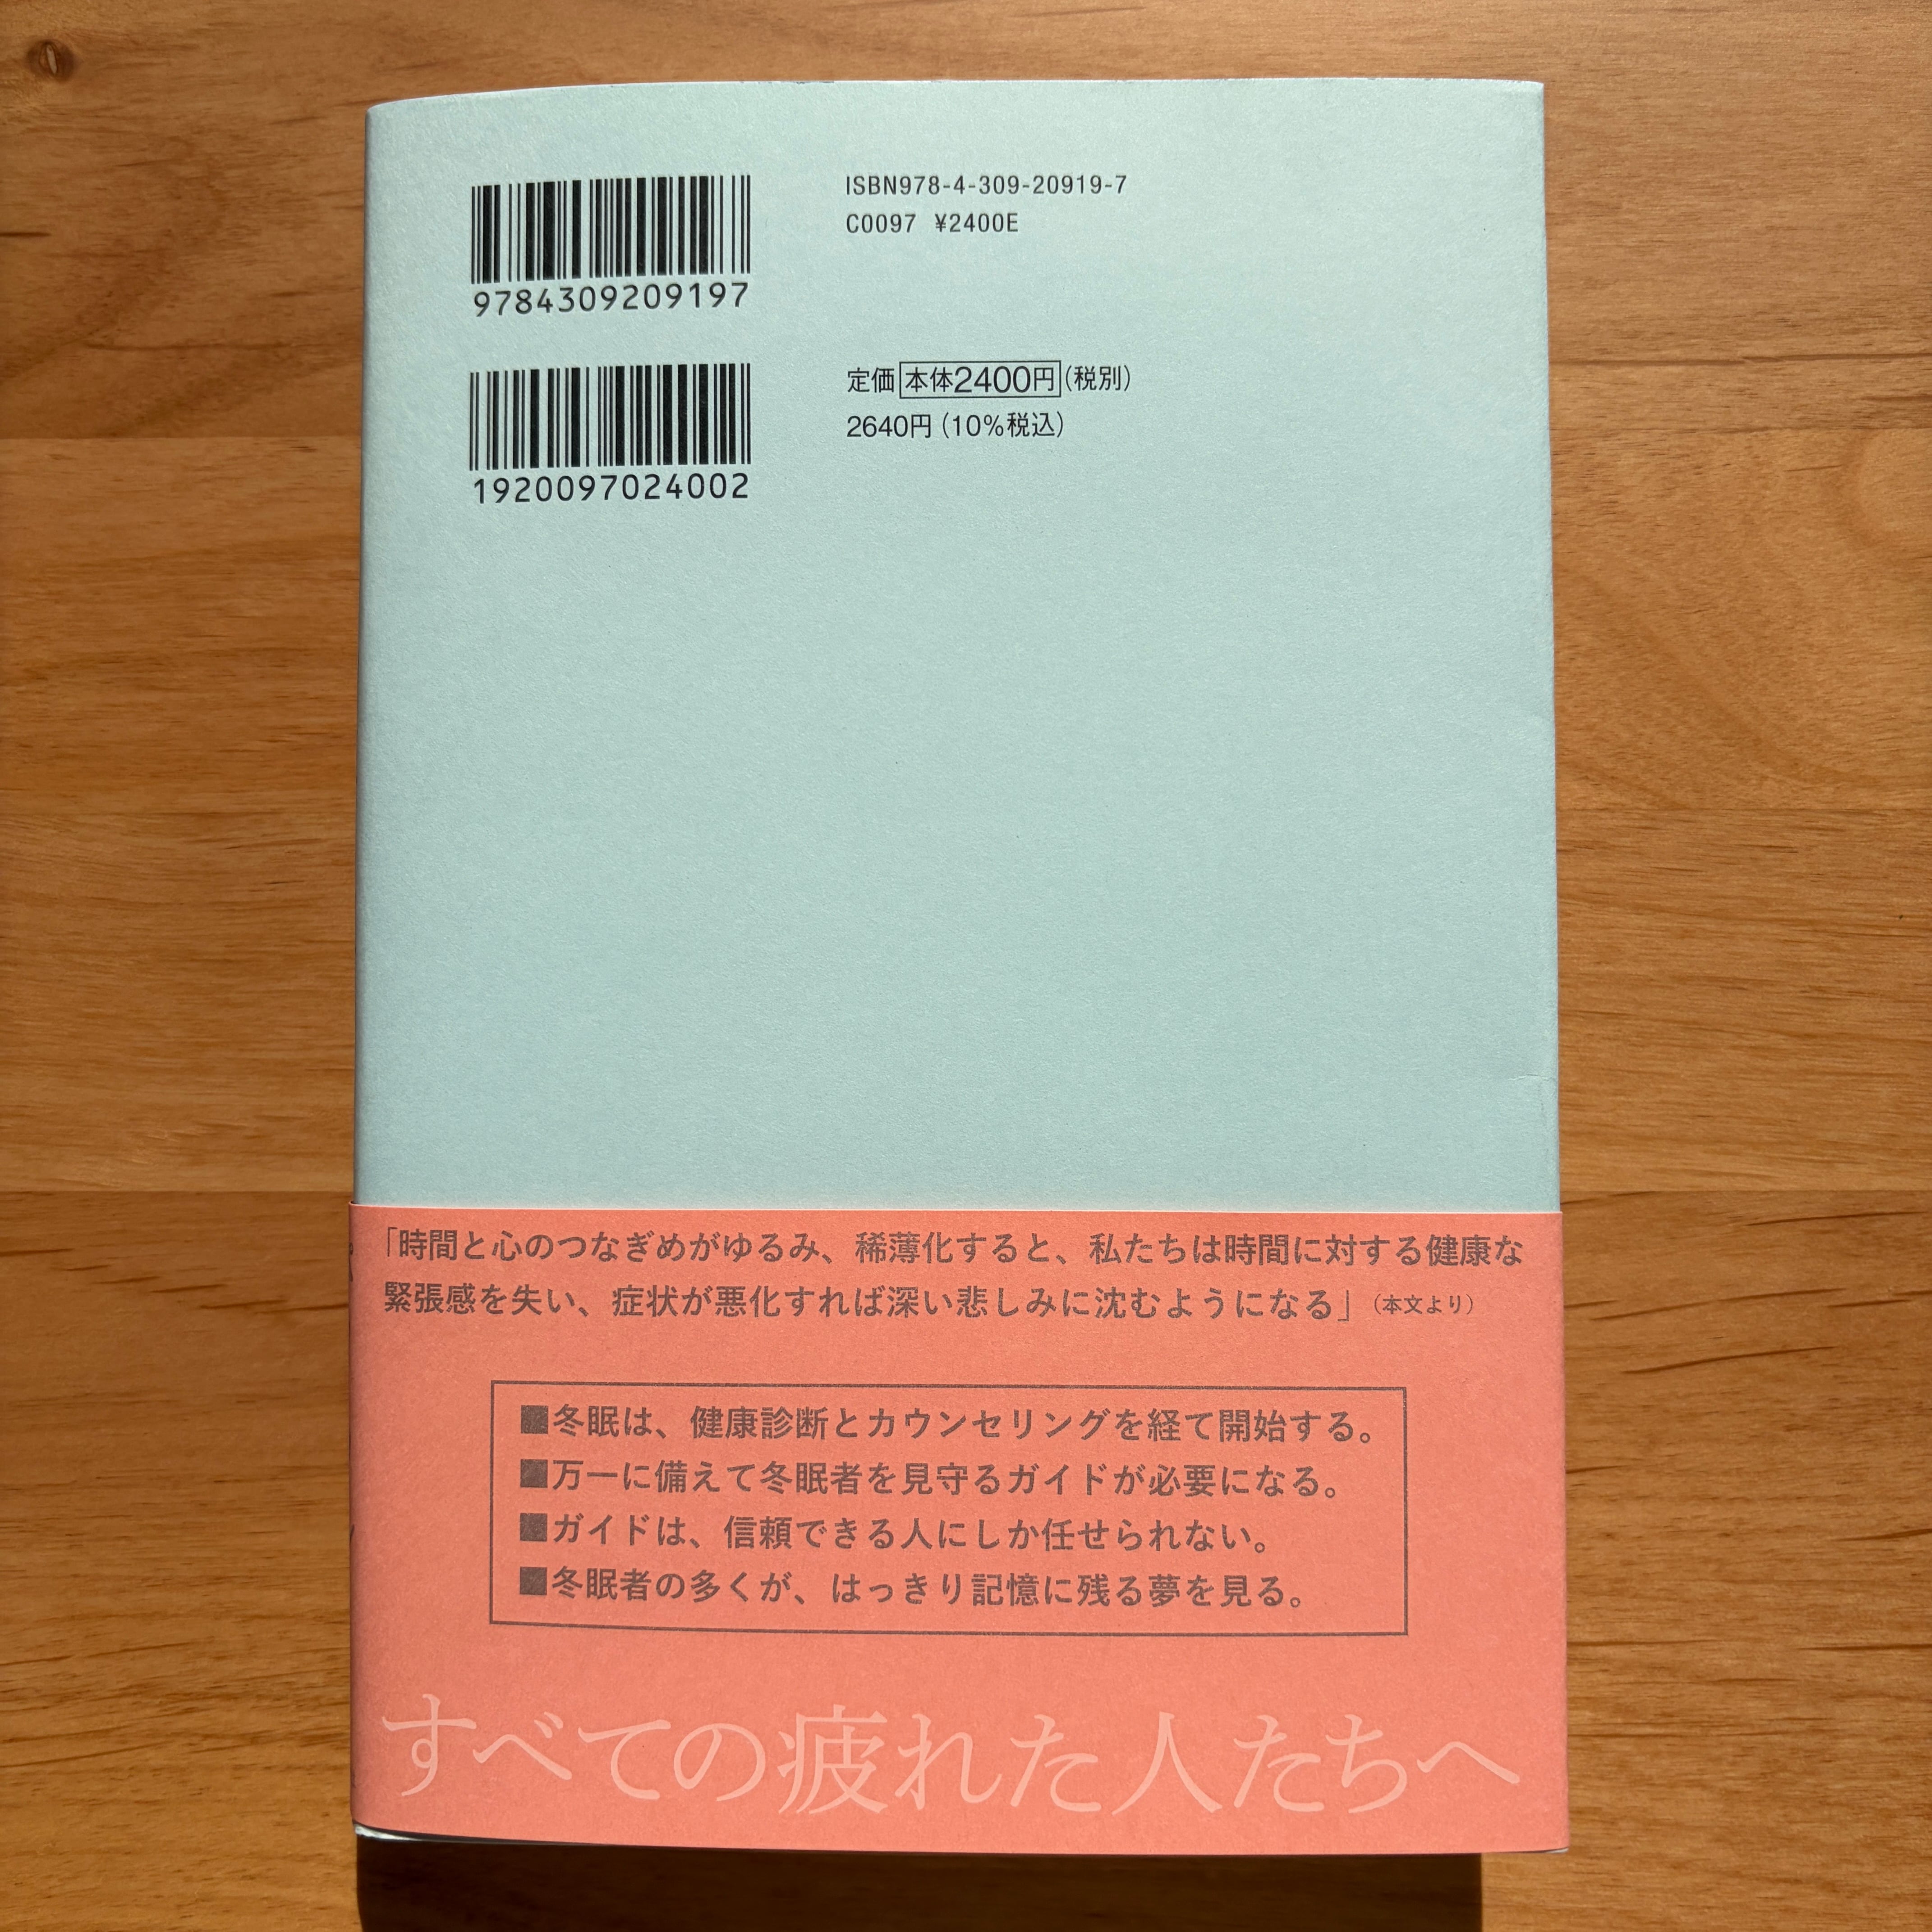 ISBN978-4-309-20919-7
C0097 ¥2400E
9784309209197
定価本体2400円(税別)
2640円(10%税込)
1920097024002
「時間と心のつなぎめがゆるみ、稀薄化すると、私たちは時間に対する健康な
緊張感を失い、症状が悪化すれば深い悲しみに沈むようになる」(本文より)
■冬眠は、健康診断とカウンセリングを経て開始する。
■万一に備えて冬眠者を見守るガイドが必要になる。
■ガイドは、信頼できる人にしか任せられない。
■冬眠者の多くが、はっきり記憶に残る夢を見る。
すべての疲れた人たちへ